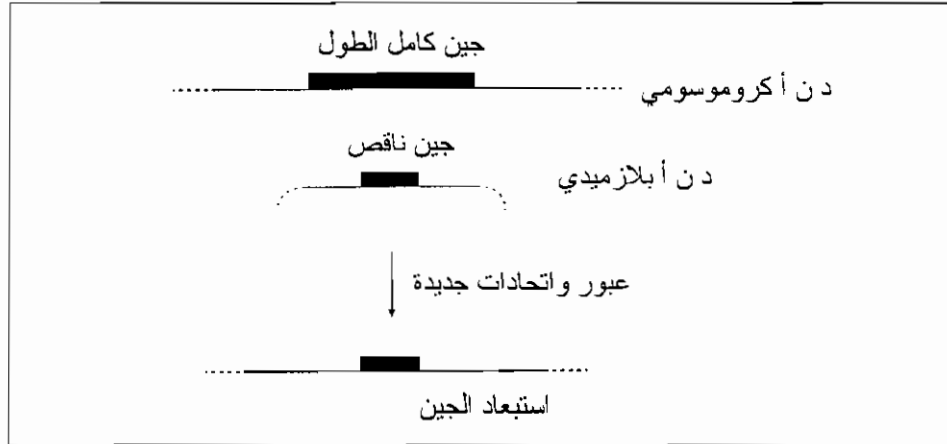 جين كامل الطول
د ن أ كروموسومي
جين ناقص
د ن أ بلازميدي
عبور واتحادات جديدة
استبعاد الجين